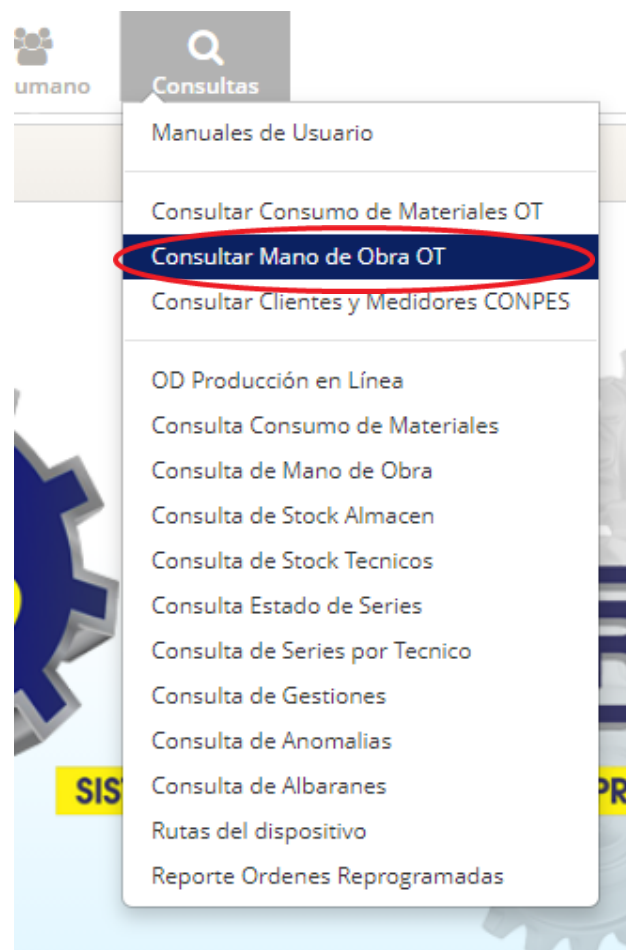 umano
Consultas
Manuales de Usuario
Consultar Consumo de Materiales OT
Consultar Mano de Obra OT
Consultar Clientes y Medidores CONPES
OD Producción en Línea
Consulta Consumo de Materiales
Consulta de Mano de Obra
Consulta de Stock Almacen
Consulta de Stock Tecnicos
Consulta Estado de Series
Consulta de Series por Tecnico
Consulta de Gestiones
Consulta de Anomalias
SIS
Consulta de Albaranes
PR
Rutas del dispositivo
Reporte Ordenes Reprogramadas